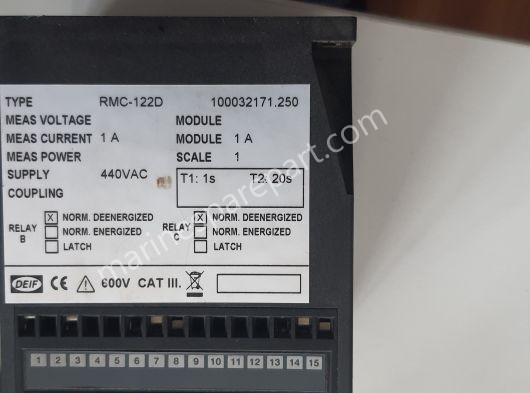 TYPE RMC-122D 100032171.250
MEAS VOLTAGE MODULE
MEAS CURRENT 1 A MODULE 1 A
MEAS POWER SCALE 1
SUPPLY 440VAC T1: 1s T2: 20s
COUPLING
RELAY B X NORM. DEENERGIZED RELAY C X NORM. DEENERGIZED
NORM. ENERGIZED NORM. ENERGIZED
LATCH LATCH
DEIF CE 600V CAT III.
1 2 3 4 5 6 7 8 9 10 11 12 13 14 15
marinesparepart.com